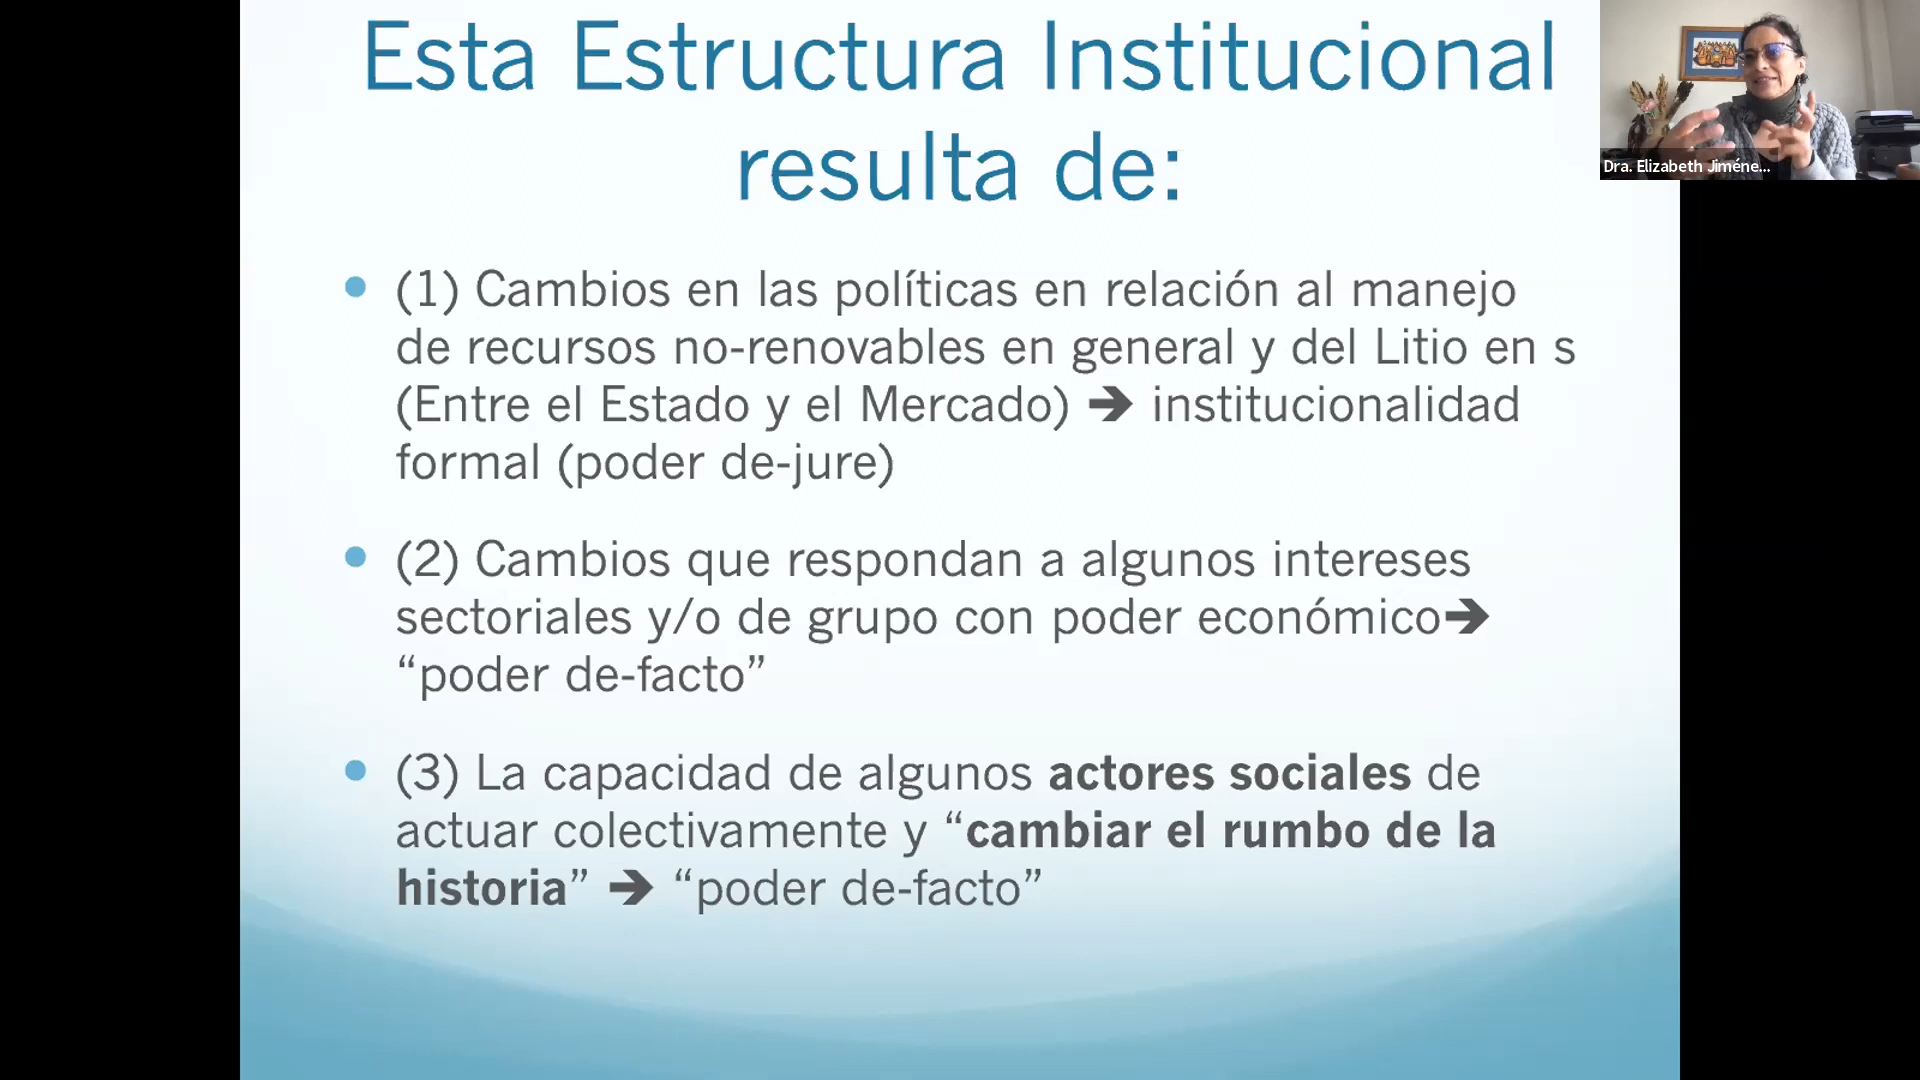 Esta Estructura Institucional
resulta de:
Dra. Elizabeth Jiméne...
• (1) Cambios en las políticas en relación al manejo
de recursos no-renovables en general y del Litio en s
(Entre el Estado y el Mercado) ➔ institucionalidad
formal (poder de-jure)
• (2) Cambios que respondan a algunos intereses
sectoriales y/o de grupo con poder económico➔
“poder de-facto”
• (3) La capacidad de algunos actores sociales de
actuar colectivamente y “cambiar el rumbo de la
historia” ➔ “poder de-facto”